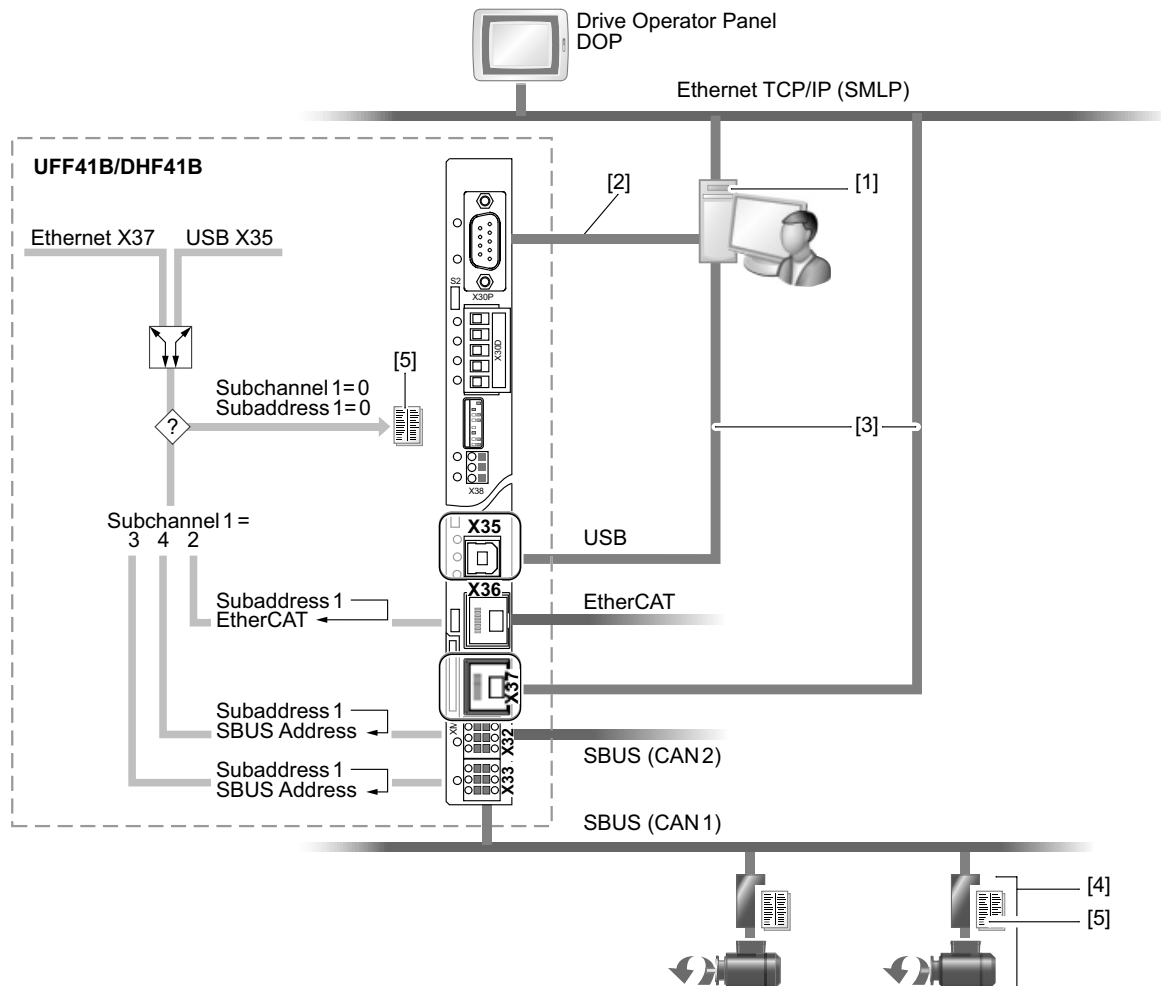 Drive Operator Panel
DOP
Ethernet TCP/IP (SMLP)
UFF41B/DHF41B
[2]
[1]
Ethernet X37
USB X35
S2
X30P
X30D
[5]
Subchannel 1=0
Subaddress 1=0
?
[3]
X38
Subchannel 1 =
3 4 2
X35
USB
X36
EtherCAT
Subaddress 1
EtherCAT
X37
Subaddress 1
SBUS Address
XM
X32
SBUS (CAN 2)
Subaddress 1
SBUS Address
X33
SBUS (CAN 1)
[4]
[5]